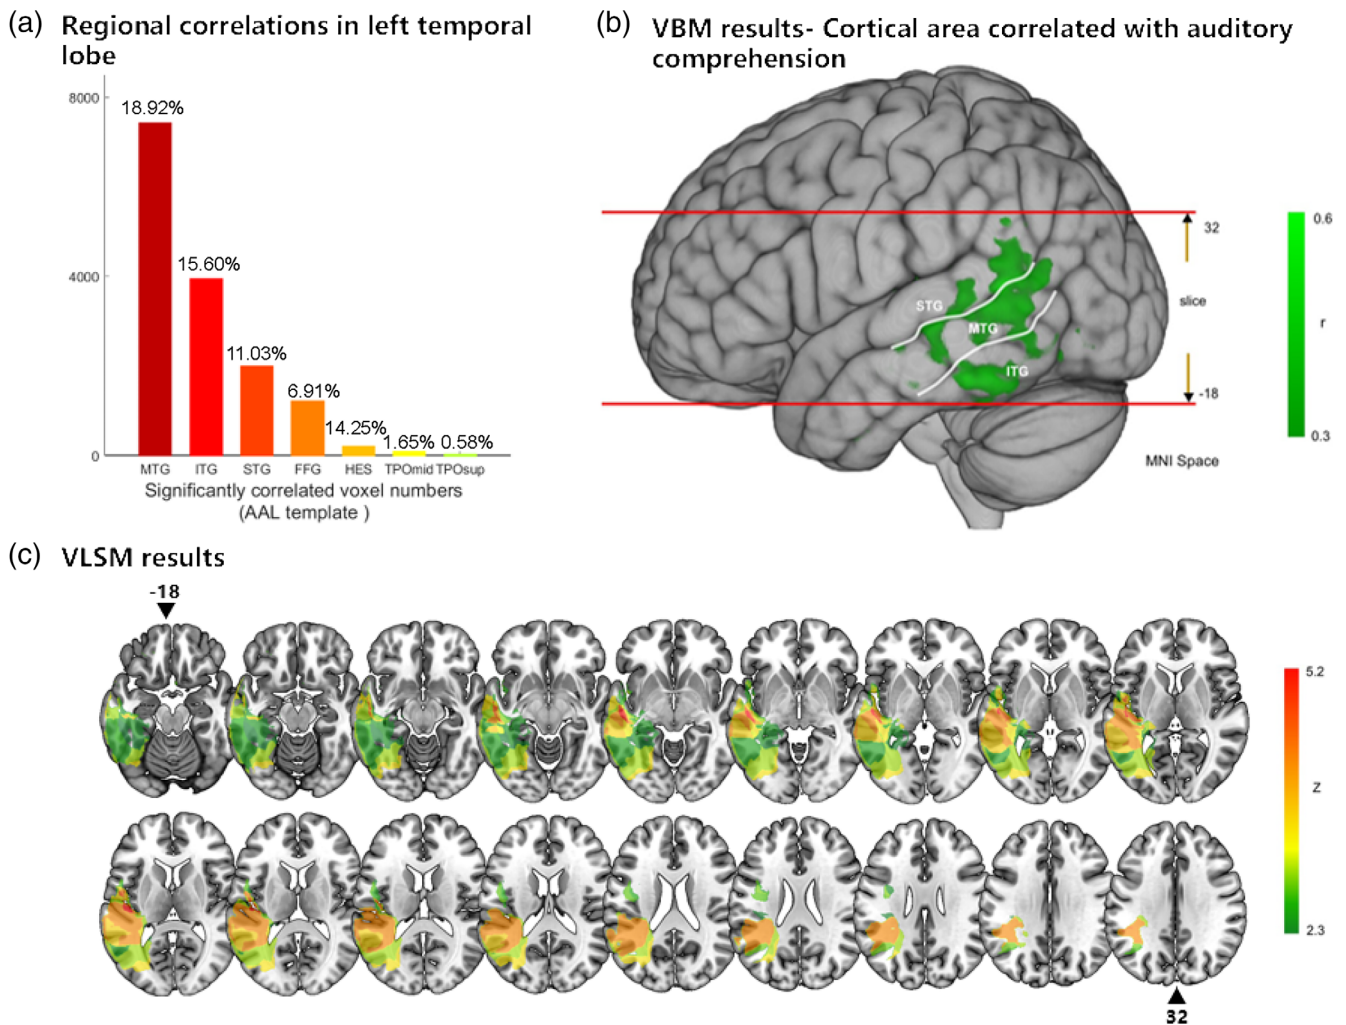 (a) Regional correlations in left temporal
lobe
8000
4000
0
18.92%
15.60%
11.03%
6.91%
14.25%
1.65%
0.58%
MTG ITG STG FFG HES TPOmid TPOsup
Significantly correlated voxel numbers
(AAL template )
(b) VBM results- Cortical area correlated with auditory
comprehension
STG
MTG
ITG
32
slice
-18
MNI Space
0.6
r
0.3
(c) VLSM results
-18
5.2
Z
2.3
32